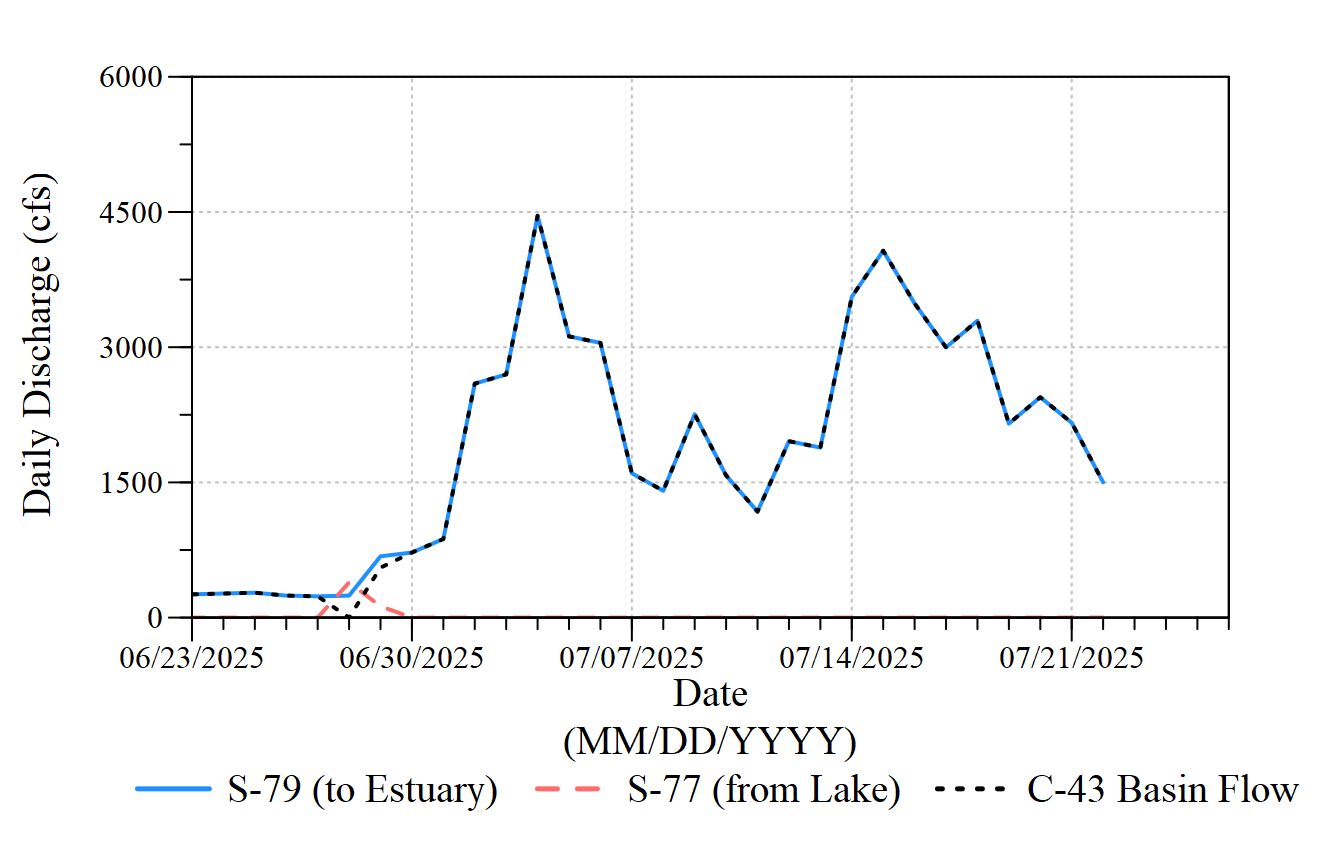 6000
4500
3000
1500
0
Daily Discharge (cfs)
06/23/2025 06/30/2025 07/07/2025 07/14/2025 07/21/2025
Date
(MM/DD/YYYY)
S-79 (to Estuary) S-77 (from Lake) C-43 Basin Flow